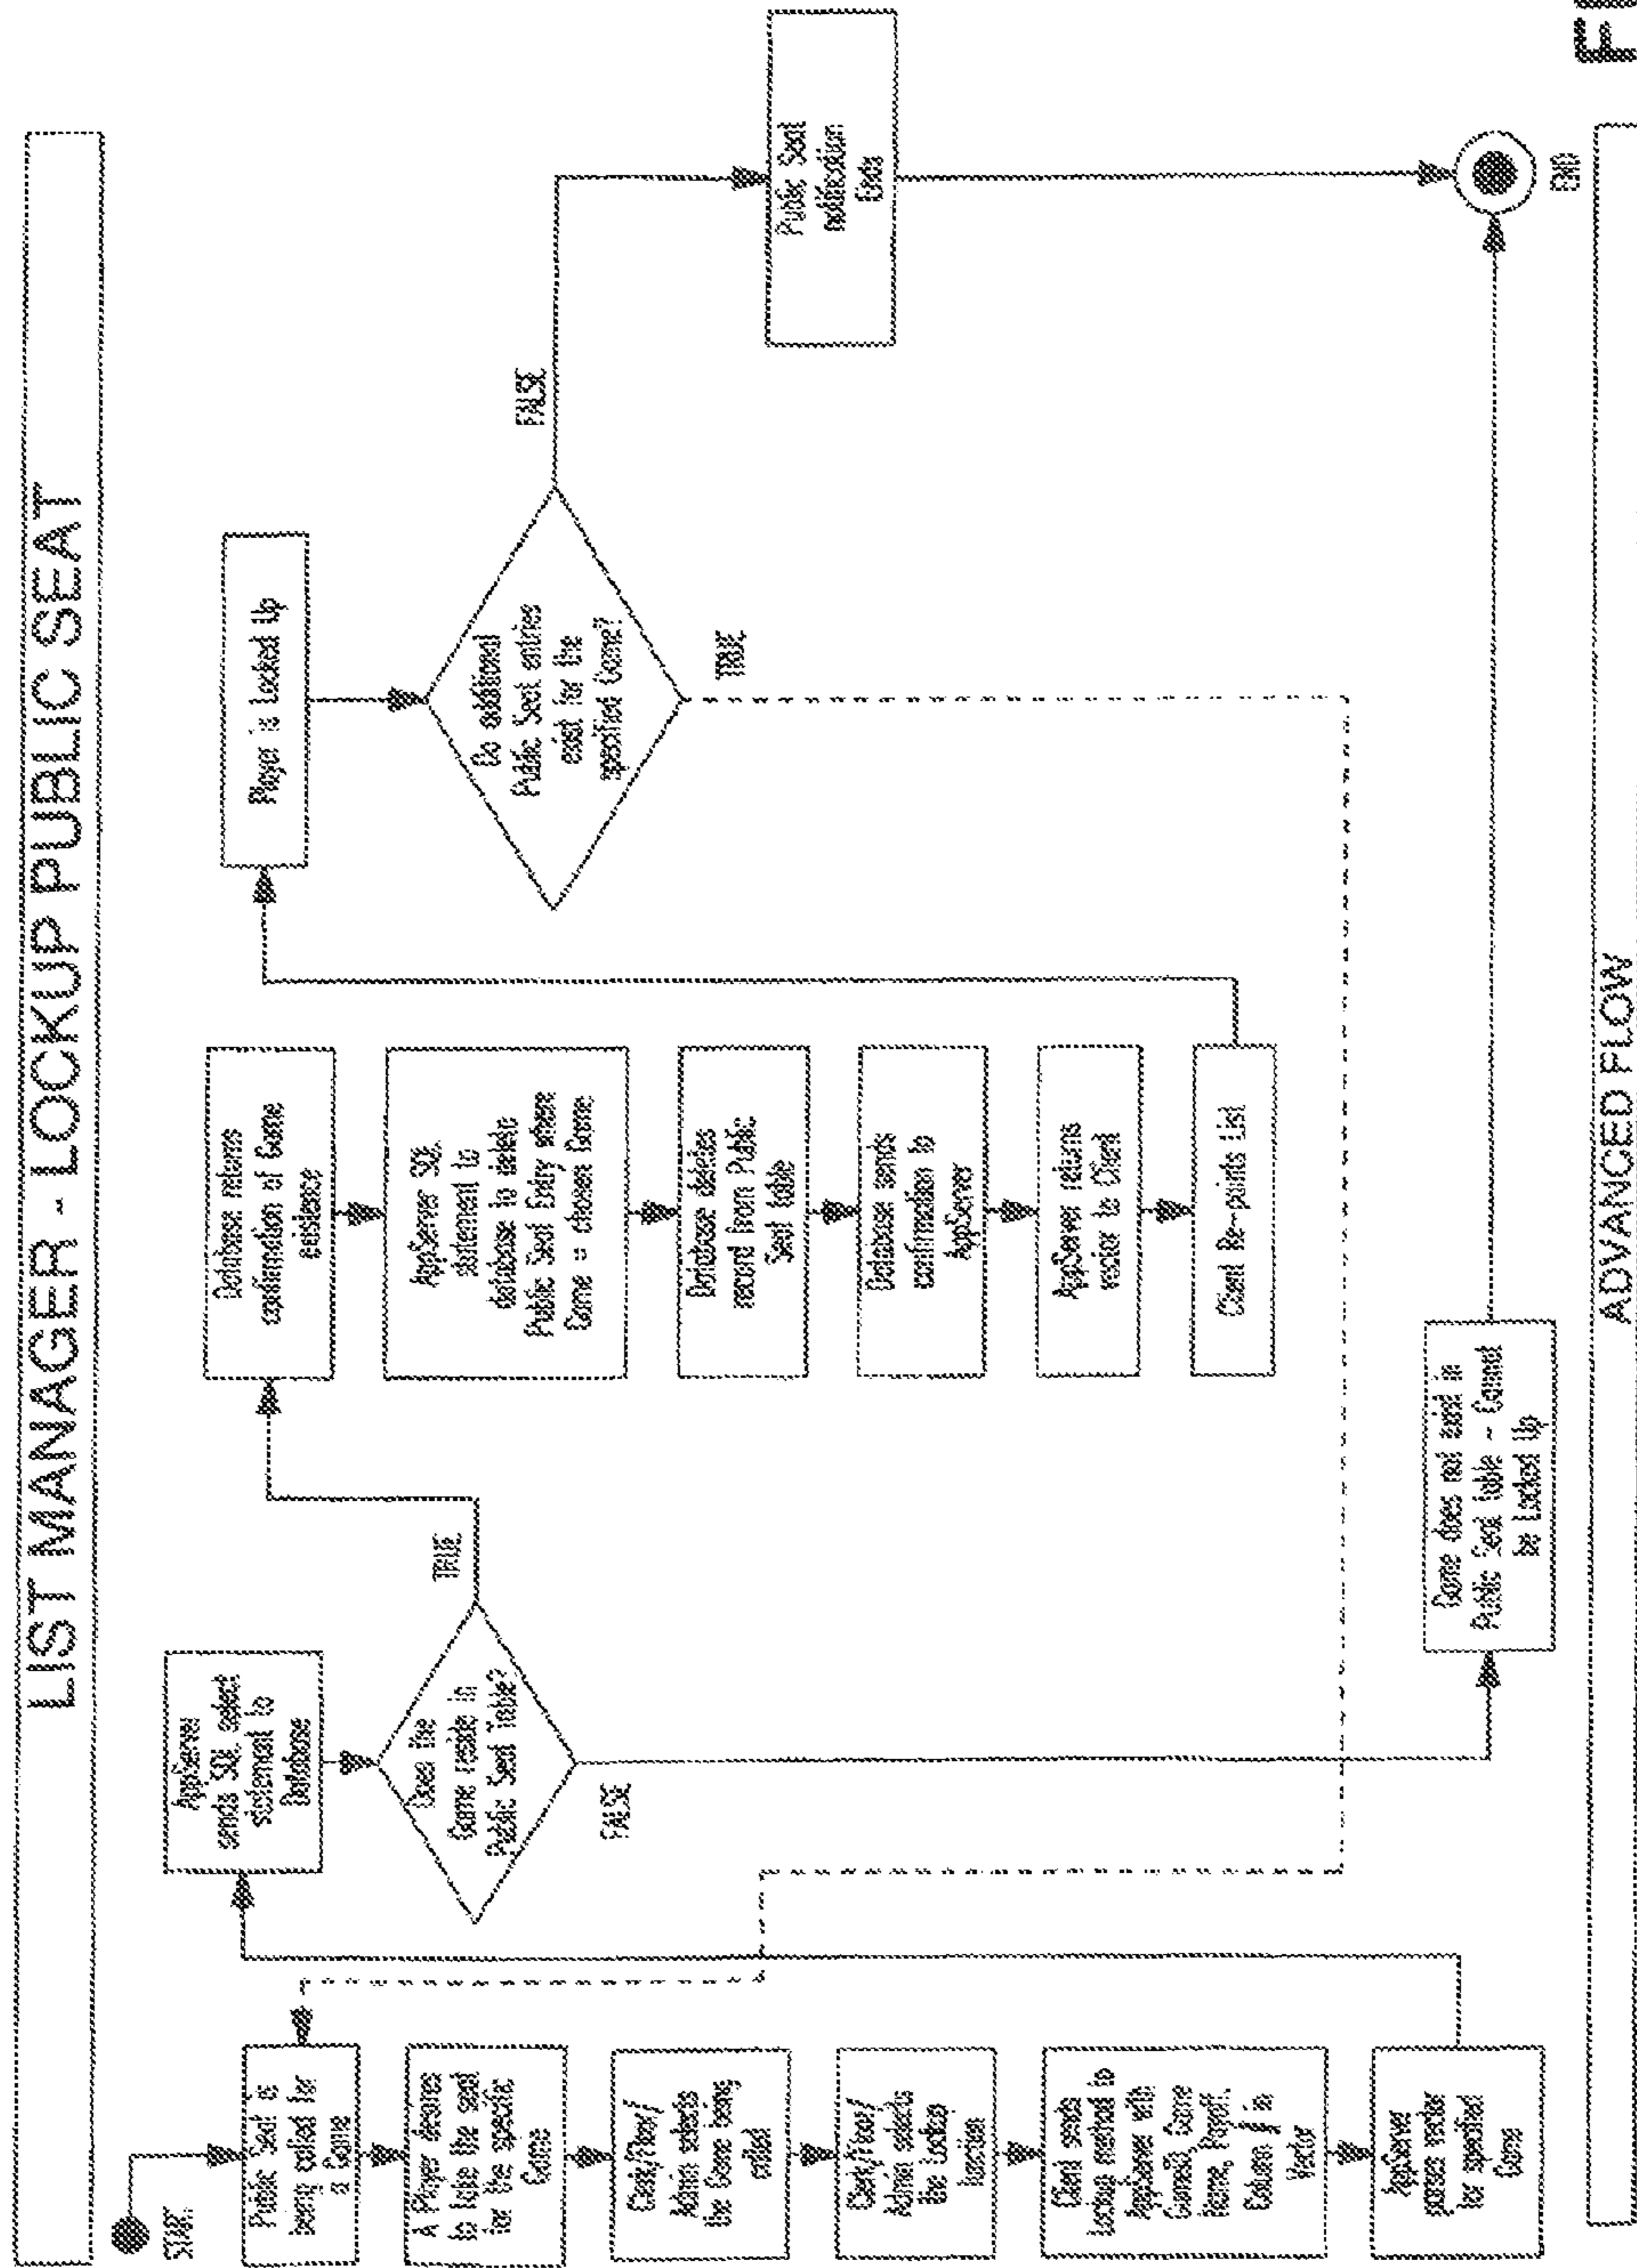 LIST MANAGER - LOCKUP PUBLIC SEAT
START
Public Seat is
being called for
a Game
A Player desires
to take the seat
for the specific
Game
Clerk/Floor/
Admin selects
the Game being
called
Clerk/Floor/
Admin selects
the Lockup
function
Client sends
Lockup method to
AppServer with
GameID, Game
Name, Payoff,
Column # in
Vector
AppServer
parses vector
for specified
Game
AppServer
sends SQL select
statement to
Database
Does the
Game reside in
Public Seat Table?
TRUE
FALSE
Database returns
confirmation of Game
existence
AppServer SQL
statement to
database to delete
Public Seat Entry where
Game = chosen Game
Database deletes
record from Public
Seat table
Database sends
confirmation to
AppServer
AppServer returns
vector to Client
Client Re-points List
Game does not exist in
Public Seat table - Cannot
be Locked Up
Player is Locked Up
Do additional
Public Seat entries
exist for the
specified Game?
TRUE
FALSE
Public Seat
notification
Ends
END
ADVANCED FLOW